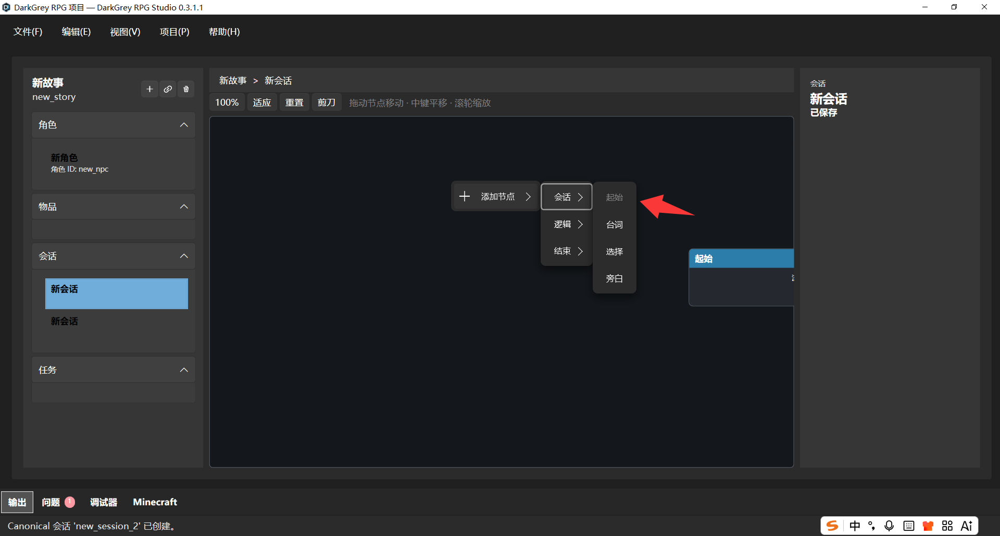 DarkGrey RPG 项目 — DarkGrey RPG Studio 0.3.1.1
文件(F) 编辑(E) 视图(V) 项目(P) 帮助(H)
新故事
new_story
角色
新角色
角色 ID: new_npc
物品
会话
新会话
新会话
任务
新故事 > 新会话
100% 适应 重置 剪刀 拖动节点移动 · 中键平移 · 滚轮缩放
添加节点
会话
逻辑
结束
起始
台词
选择
旁白
起始
会话
新会话
已保存
输出 问题 1 调试器 Minecraft
Canonical 会话 'new_session_2' 已创建。
中